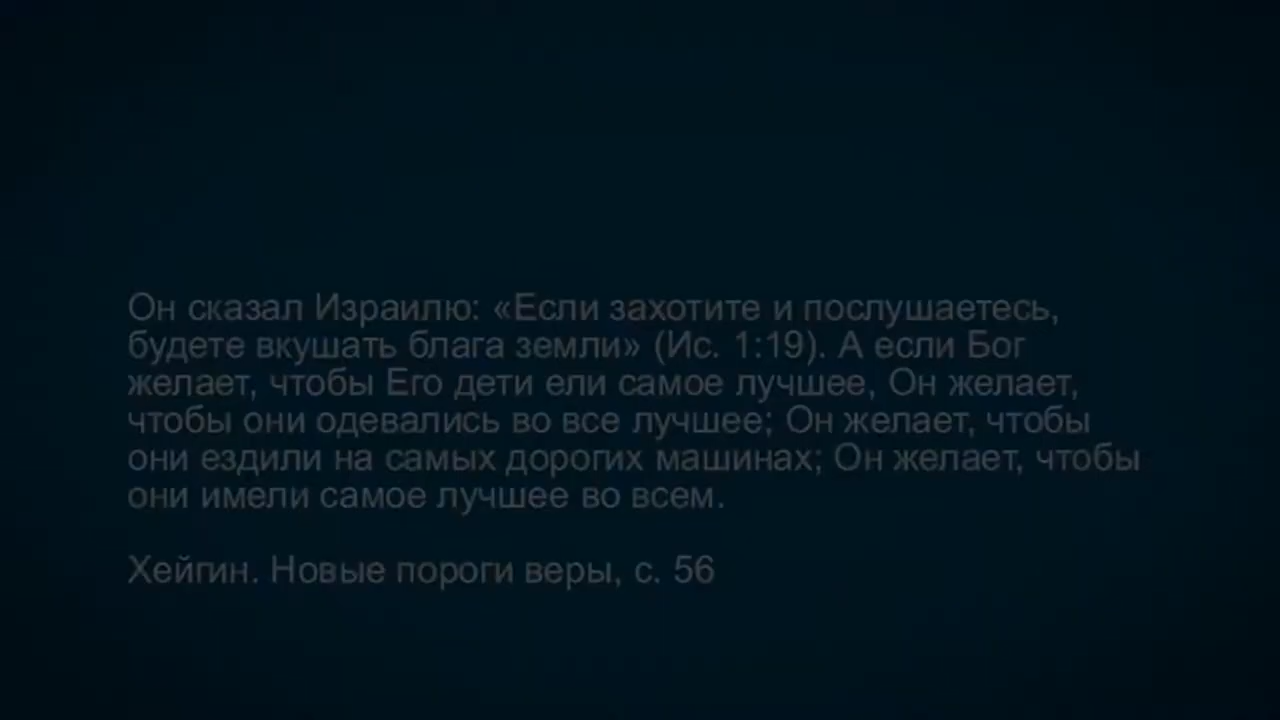 Он сказал Израилю: «Если захотите и послушаетесь,
будете вкушать блага земли» (Ис. 1:19). А если Бог
желает, чтобы Его дети ели самое лучшее, Он желает,
чтобы они одевались во все лучшее; Он желает, чтобы
они ездили на самых дорогих машинах; Он желает, чтобы
они имели самое лучшее во всем.
Хейгин. Новые пороги веры, с. 56